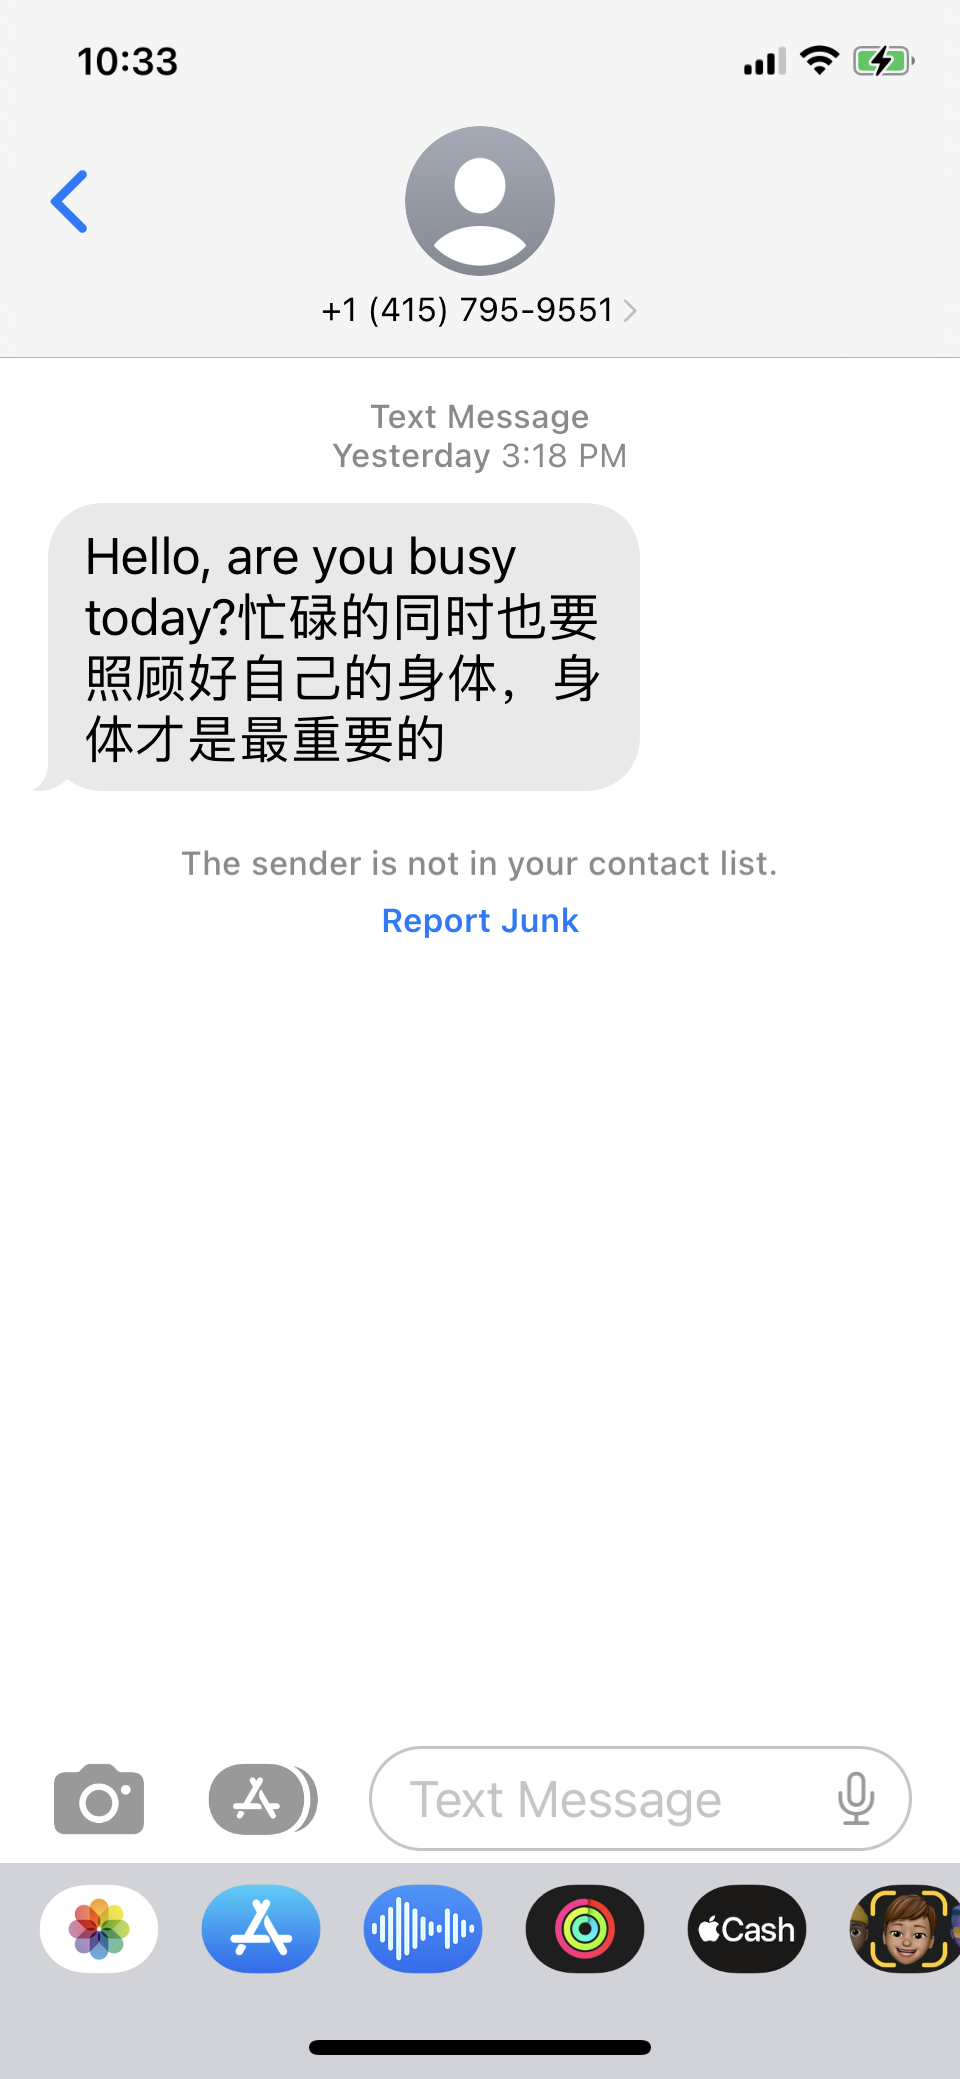 10:33
+1 (415) 795-9551
Text Message
Yesterday 3:18 PM
Hello, are you busy
today?忙碌的同时也要
照顾好自己的身体，身
体才是最重要的
The sender is not in your contact list.
Report Junk
Text Message
Cash